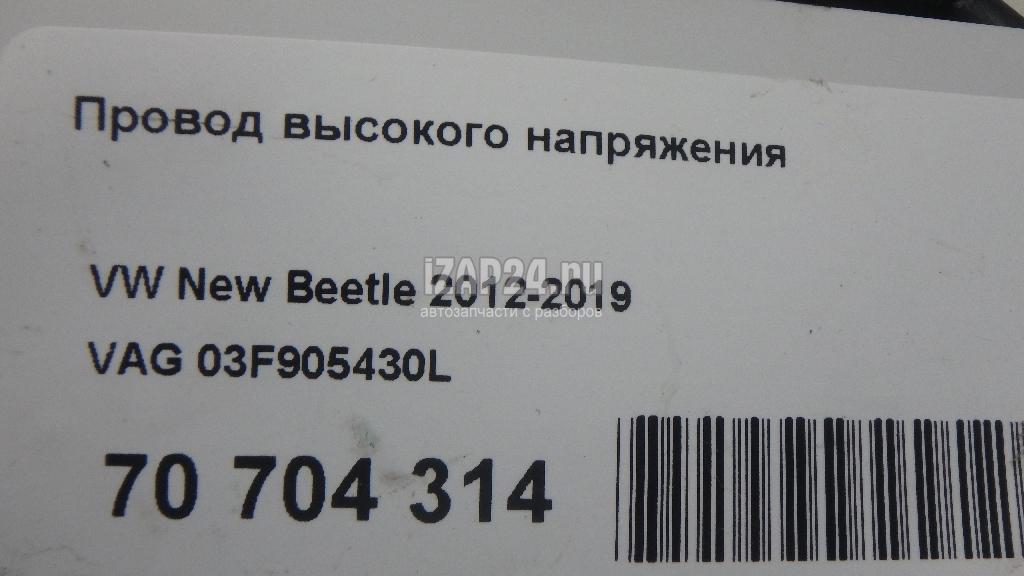 Провод высокого напряжения
VW New Beetle 2012-2019
iZAP24.ru
автозапчасти с разборов
VAG 03F905430L
70 704 314